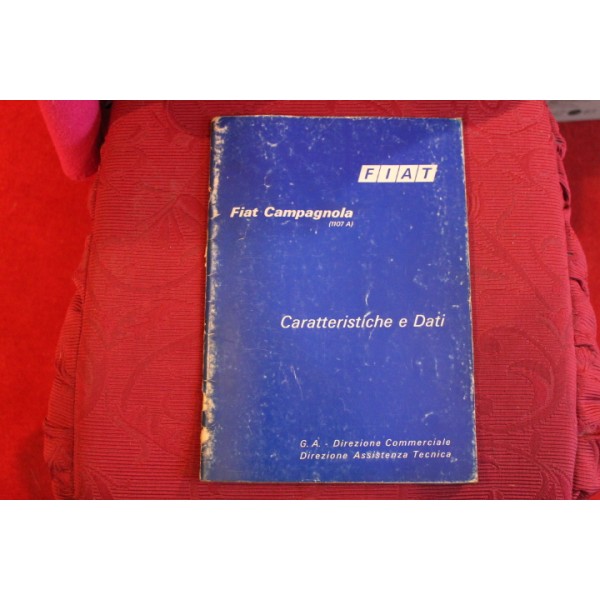 FIAT
Fiat Campagnola
(1107 A)
Caratteristiche e Dati
G. A. - Direzione Commerciale
Direzione Assistenza Tecnica